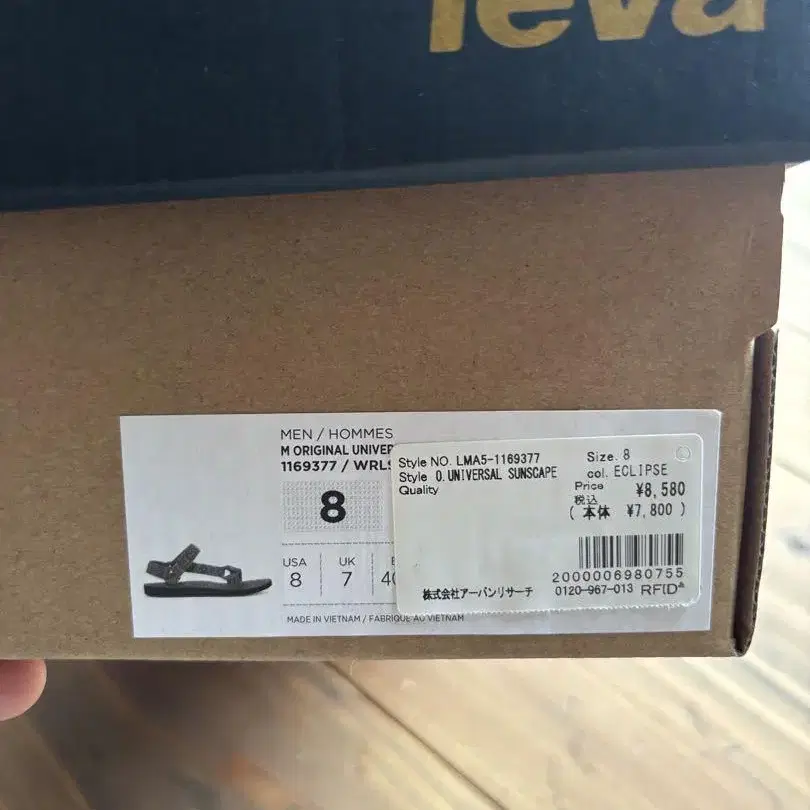 Teva
MEN / HOMMES
M ORIGINAL UNIVER
1169377 / WRLS
8
USA
8
UK
7
40
MADE IN VIETNAM / FABRIQUÉ AU VIETNAM
Style NO. LMA5-1169377
Size. 8
Style O.UNIVERSAL SUNSCAPE
col. ECLIPSE
Quality
Price ¥8,580
税込
( 本体 ¥7,800 )
2000006980755
株式会社アーバンリサーチ
0120-967-013 RFID